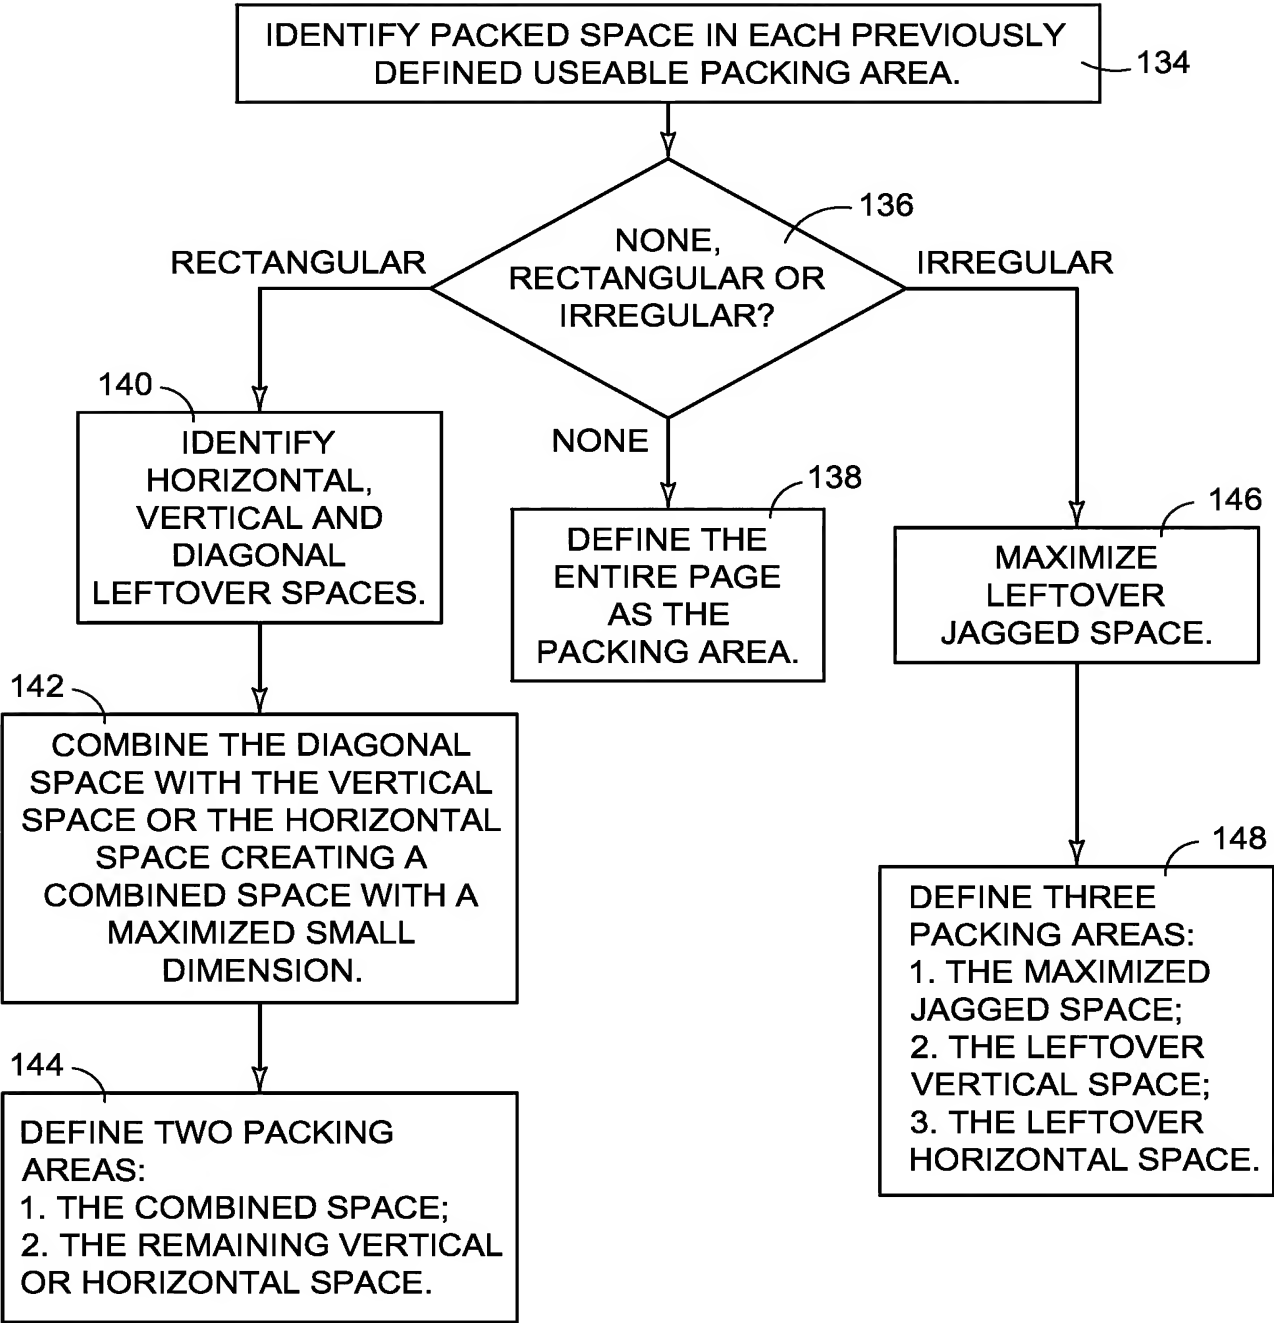 IDENTIFY PACKED SPACE IN EACH PREVIOUSLY
DEFINED USEABLE PACKING AREA.
134
136
NONE,
RECTANGULAR OR
IRREGULAR?
RECTANGULAR
IRREGULAR
NONE
140
IDENTIFY
HORIZONTAL,
VERTICAL AND
DIAGONAL
LEFTOVER SPACES.
138
DEFINE THE
ENTIRE PAGE
AS THE
PACKING AREA.
146
MAXIMIZE
LEFTOVER
JAGGED SPACE.
142
COMBINE THE DIAGONAL
SPACE WITH THE VERTICAL
SPACE OR THE HORIZONTAL
SPACE CREATING A
COMBINED SPACE WITH A
MAXIMIZED SMALL
DIMENSION.
148
DEFINE THREE
PACKING AREAS:
1. THE MAXIMIZED
JAGGED SPACE;
2. THE LEFTOVER
VERTICAL SPACE;
3. THE LEFTOVER
HORIZONTAL SPACE.
144
DEFINE TWO PACKING
AREAS:
1. THE COMBINED SPACE;
2. THE REMAINING VERTICAL
OR HORIZONTAL SPACE.